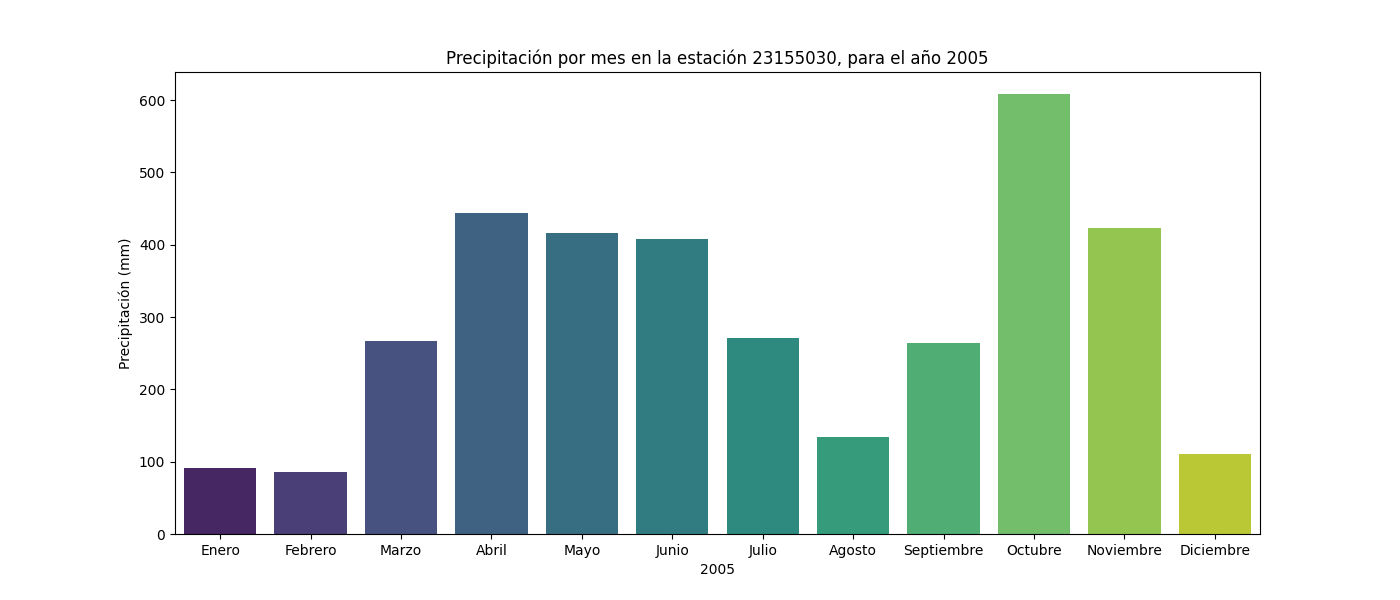 Precipitación por mes en la estación 23155030, para el año 2005
Precipitación (mm)
600
500
400
300
200
100
0
Enero Febrero Marzo Abril Mayo Junio Julio Agosto Septiembre Octubre Noviembre Diciembre
2005